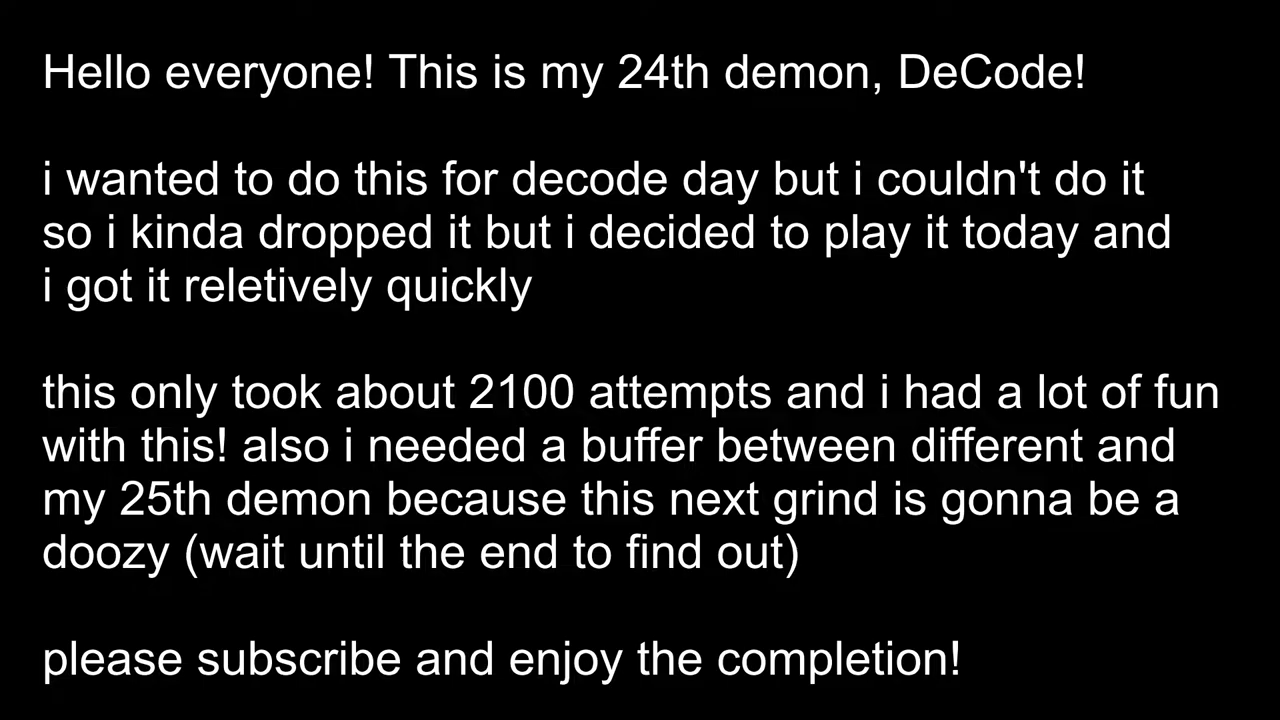 Hello everyone! This is my 24th demon, DeCode!
i wanted to do this for decode day but i couldn't do it
so i kinda dropped it but i decided to play it today and
i got it reletively quickly
this only took about 2100 attempts and i had a lot of fun
with this! also i needed a buffer between different and
my 25th demon because this next grind is gonna be a
doozy (wait until the end to find out)
please subscribe and enjoy the completion!